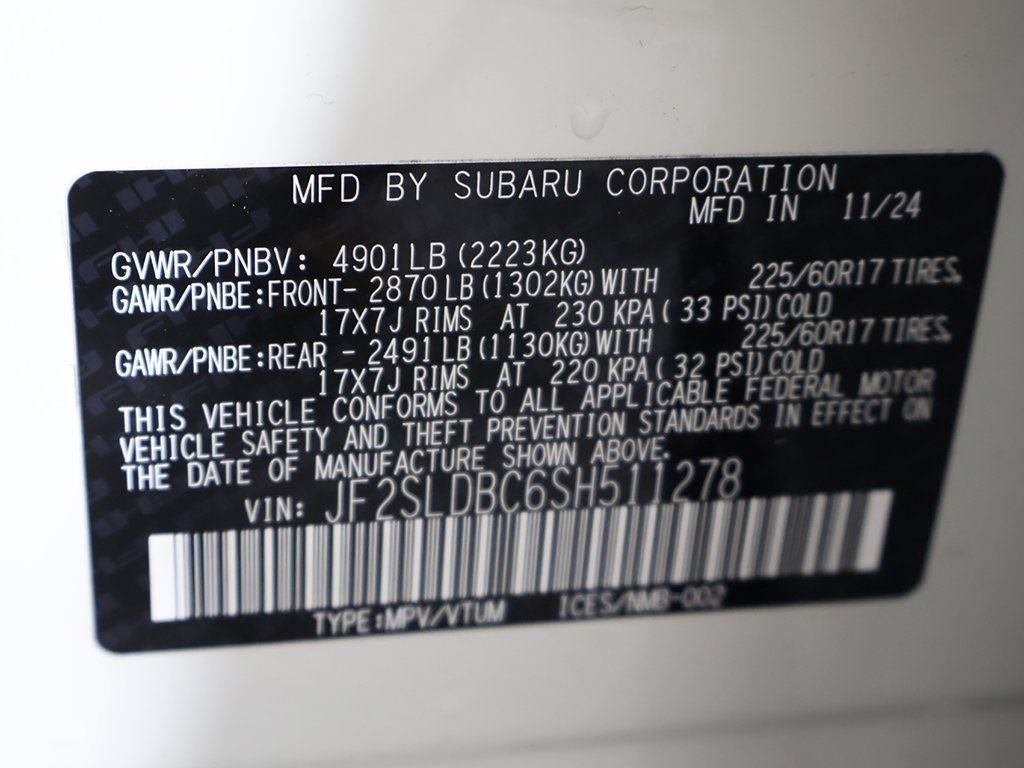 MFD BY SUBARU CORPORATION
MFD IN 11/24
GVWR/PNBV: 4901LB (2223KG)
GAWR/PNBE:FRONT- 2870LB(1302KG)WITH 225/60R17 TIRES,
17X7J RIMS AT 230 KPA( 33 PSI)COLD
GAWR/PNBE:REAR - 2491LB(1130KG)WITH 225/60R17 TIRES,
17X7J RIMS AT 220 KPA( 32 PSI)COLD
THIS VEHICLE CONFORMS TO ALL APPLICABLE FEDERAL MOTOR
VEHICLE SAFETY AND THEFT PREVENTION STANDARDS IN EFFECT ON
THE DATE OF MANUFACTURE SHOWN ABOVE.
VIN: JF2SLDBC6SH511278
TYPE:MPV/VTUM ICES/NMB-002